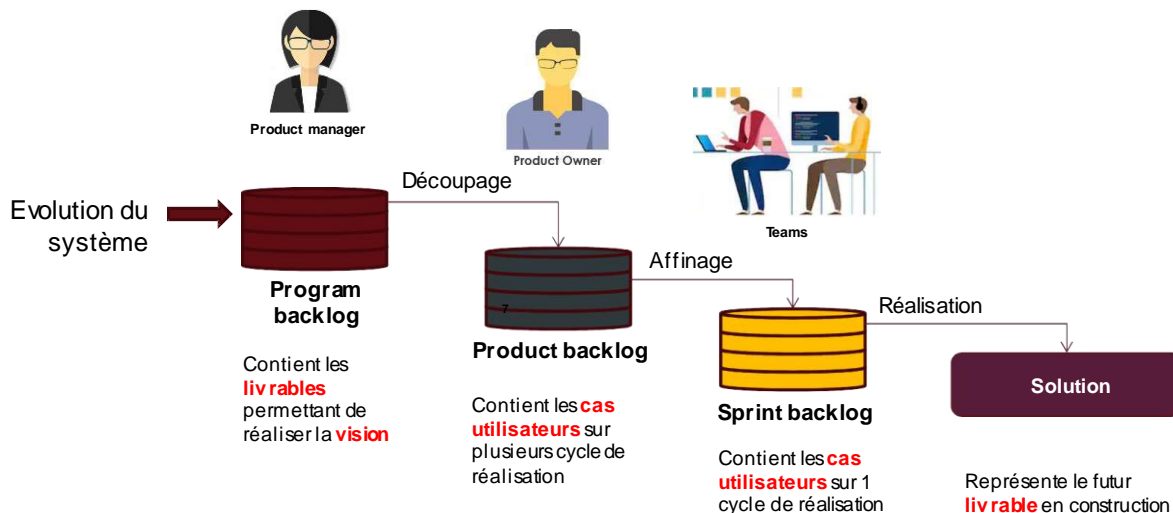 Product manager
Product Owner
Teams
Evolution du
système
Découpage
Program
backlog
Contient les
livrables
permettant de
réaliser la vision
Affinage
7
Product backlog
Contient les cas
utilisateurs sur
plusieurs cycle de
réalisation
Réalisation
Sprint backlog
Contient les cas
utilisateurs sur 1
cycle de réalisation
Solution
Représente le futur
livrable en construction